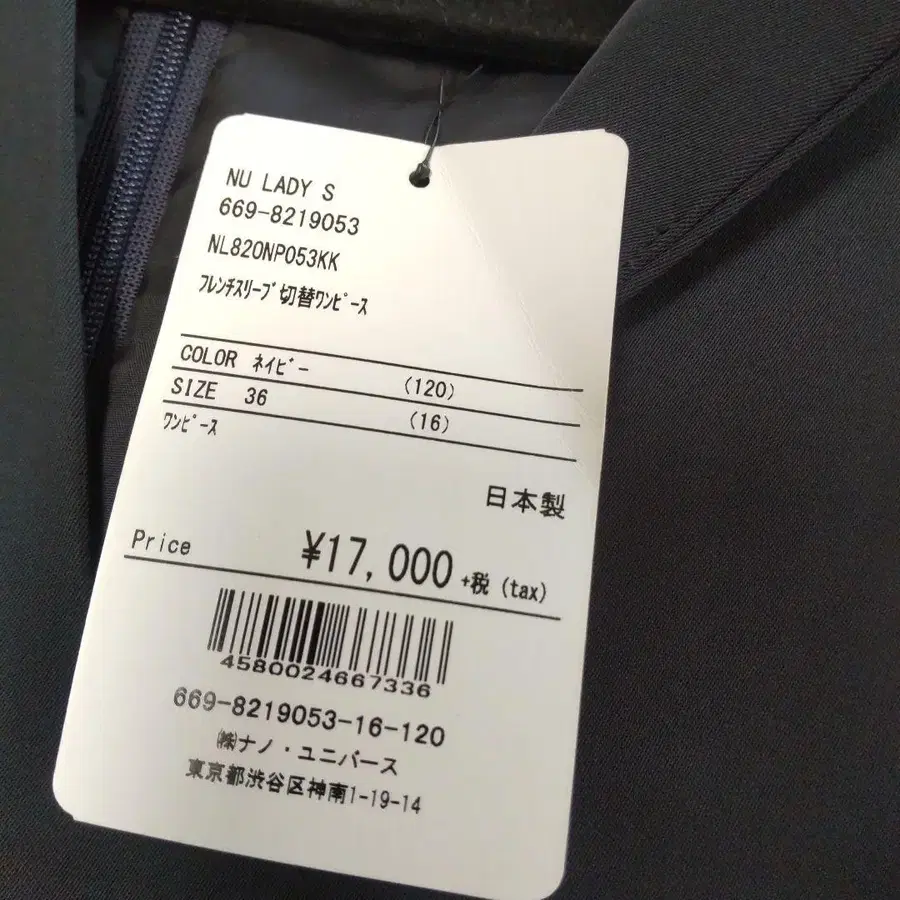 NU LADY S
669-8219053
NL820NP053KK
フレンチスリーブ切替ワンピース
COLOR ネイビー (120)
SIZE 36 (16)
ワンピース
日本製
Price ¥17,000 +税 (tax)
4580024667336
669-8219053-16-120
㈱ナノ・ユニバース
東京都渋谷区神南1-19-14